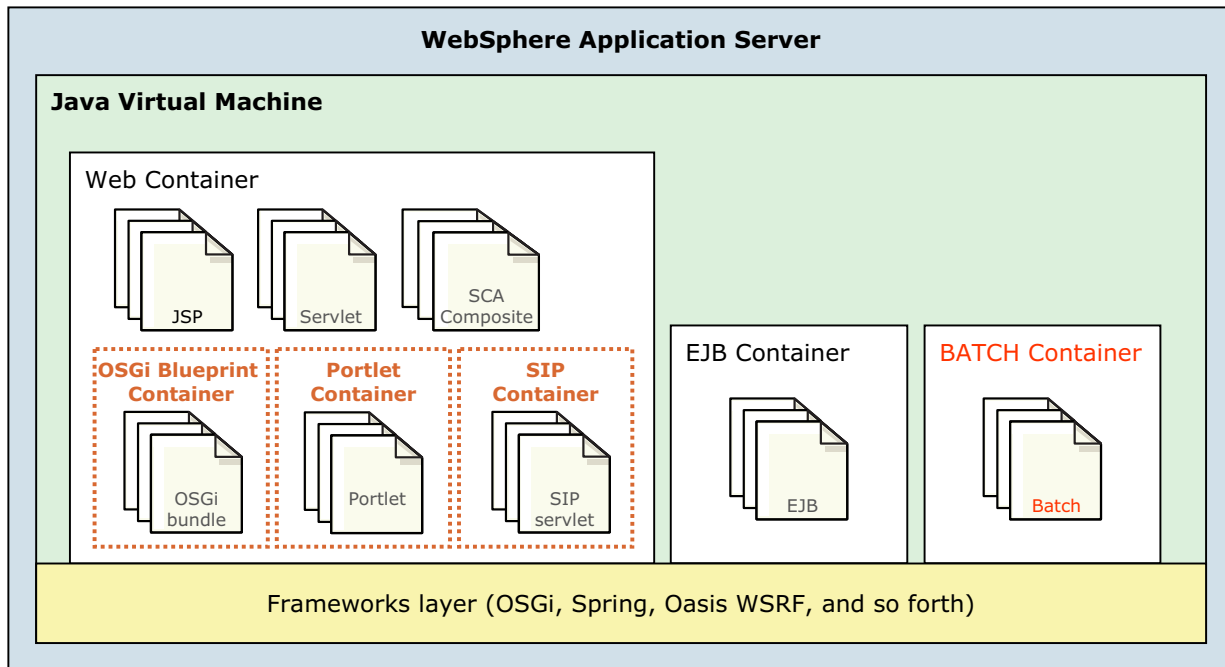 WebSphere Application Server
Java Virtual Machine
Web Container
JSP
Servlet
SCA
Composite
OSGi Blueprint
Container
OSGi
bundle
Portlet
Container
Portlet
SIP
Container
SIP
servlet
EJB Container
EJB
BATCH Container
Batch
Frameworks layer (OSGi, Spring, Oasis WSRF, and so forth)